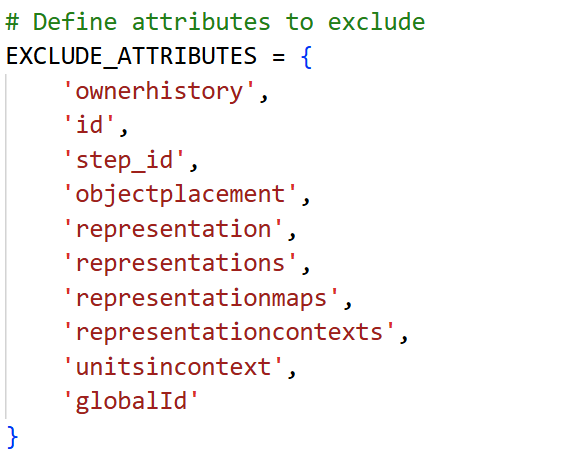 # Define attributes to exclude
EXCLUDE_ATTRIBUTES = {
    'ownerhistory',
    'id',
    'step_id',
    'objectplacement',
    'representation',
    'representations',
    'representationmaps',
    'representationcontexts',
    'unitsincontext',
    'globalId'
}